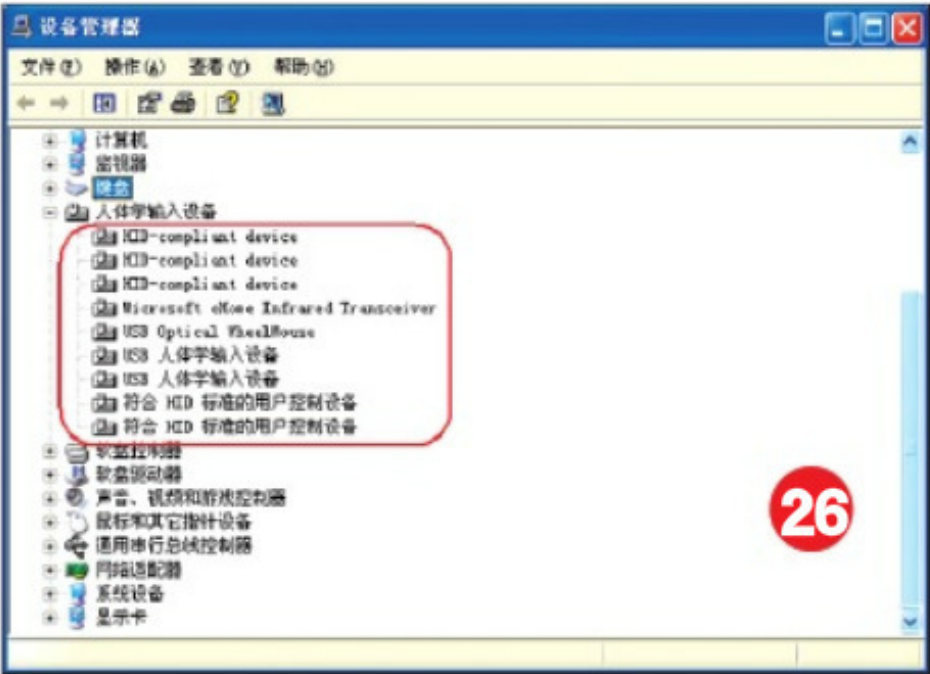 设备管理器
文件(F) 操作(A) 查看(V) 帮助(H)
计算机
监视器
键盘
人体学输入设备
HID-compliant device
HID-compliant device
HID-compliant device
Microsoft eHome Infrared Transceiver
USB Optical WheelMouse
USB 人体学输入设备
USB 人体学输入设备
符合 HID 标准的用户控制设备
符合 HID 标准的用户控制设备
软盘控制器
软盘驱动器
声音、视频和游戏控制器
鼠标和其它指针设备
通用串行总线控制器
网络适配器
系统设备
显示卡
26